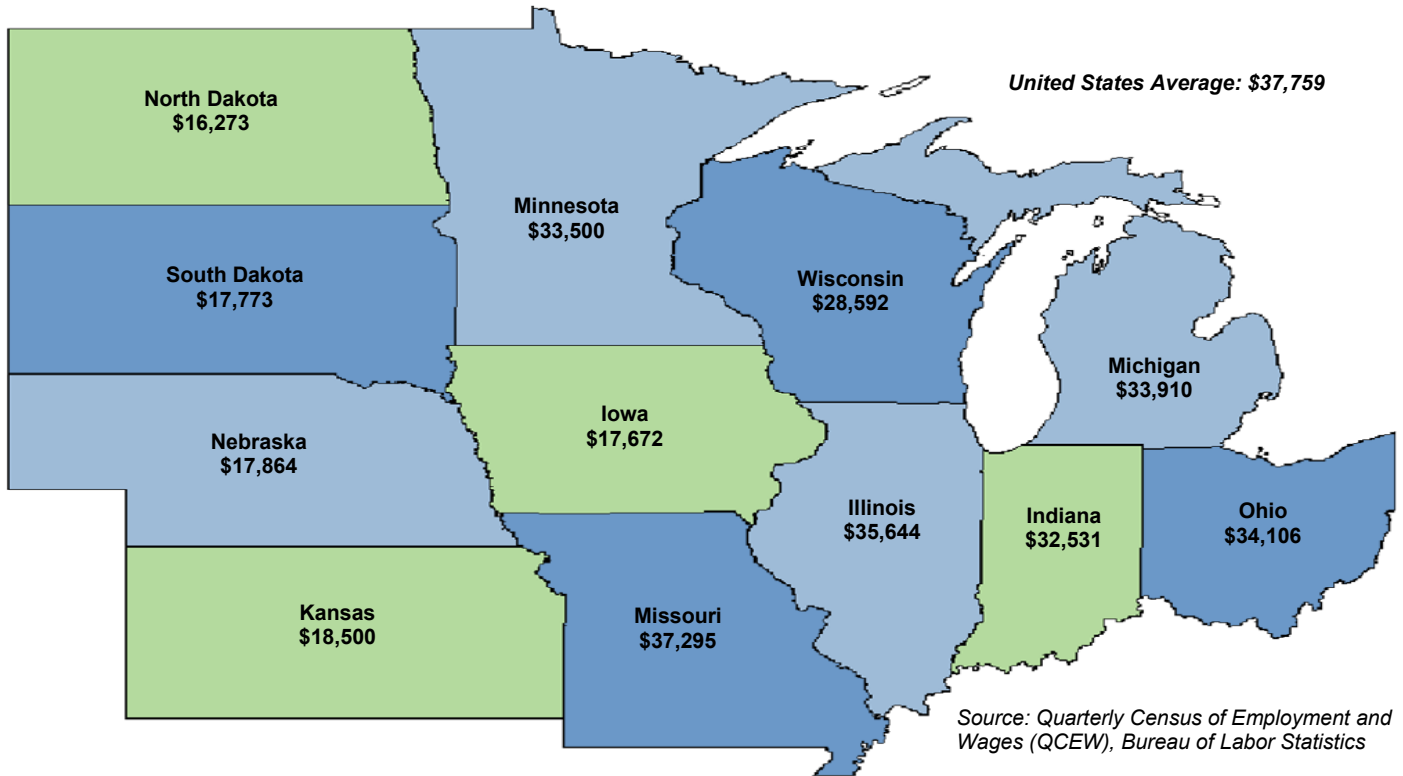 United States Average: $37,759
North Dakota
$16,273
Minnesota
$33,500
South Dakota
$17,773
Wisconsin
$28,592
Michigan
$33,910
Nebraska
$17,864
Iowa
$17,672
Illinois
$35,644
Indiana
$32,531
Ohio
$34,106
Kansas
$18,500
Missouri
$37,295
Source: Quarterly Census of Employment and
Wages (QCEW), Bureau of Labor Statistics